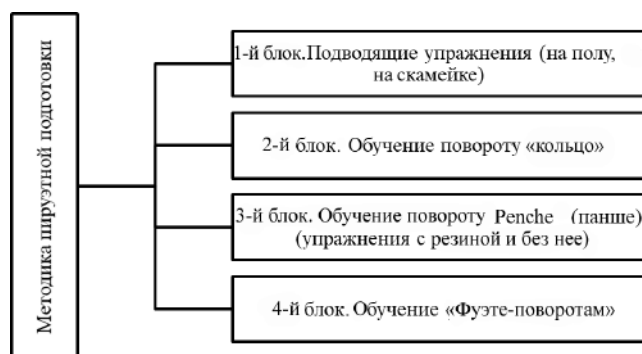 Методика пируэтной подготовки
1-й блок.Подводящие упражнения (на полу,
на скамейке)
2-й блок. Обучение повороту «кольцо»
3-й блок. Обучение повороту Penche (панше)
(упражнения с резиной и без нее)
4-й блок. Обучение «Фуэте-поворотам»